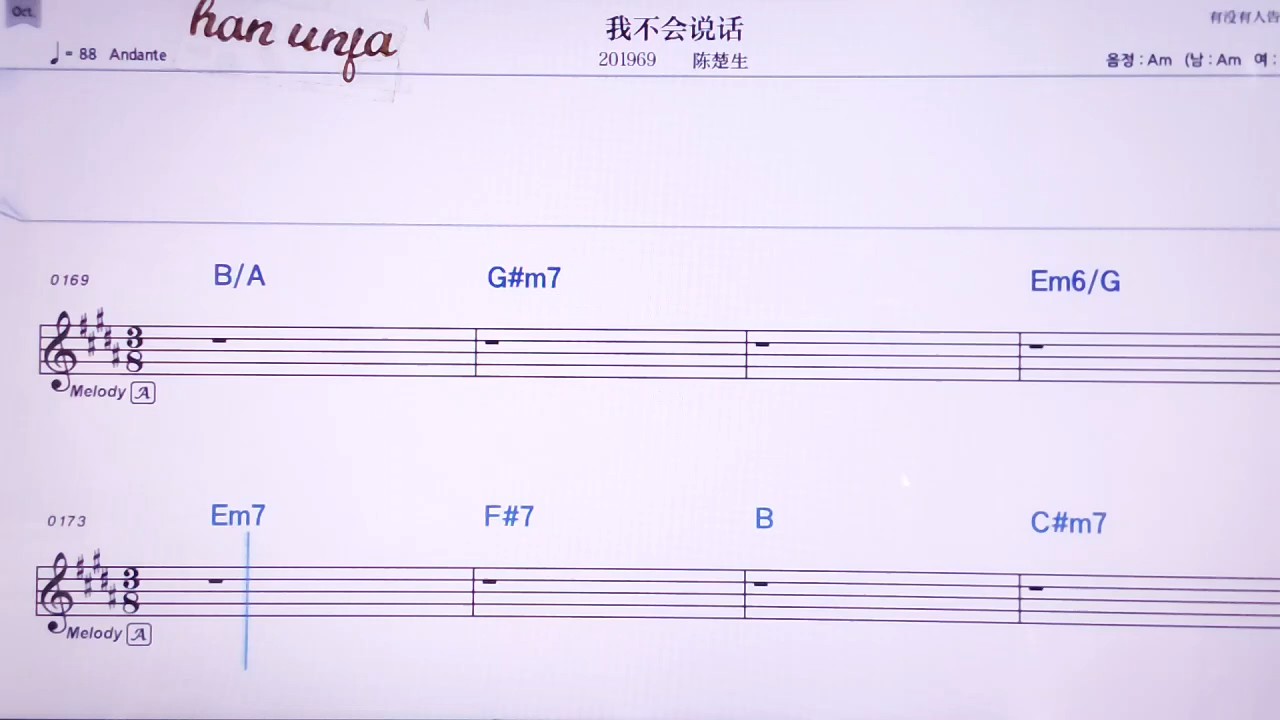 Oct.
han unfa
我不会说话
有没有人告
♩= 88 Andante
201969 陈楚生
음정 : Am (남 : Am 여 :
0169 B/A G#m7 Em6/G
3 8
Melody A
0173 Em7 F#7 B C#m7
3 8
Melody A